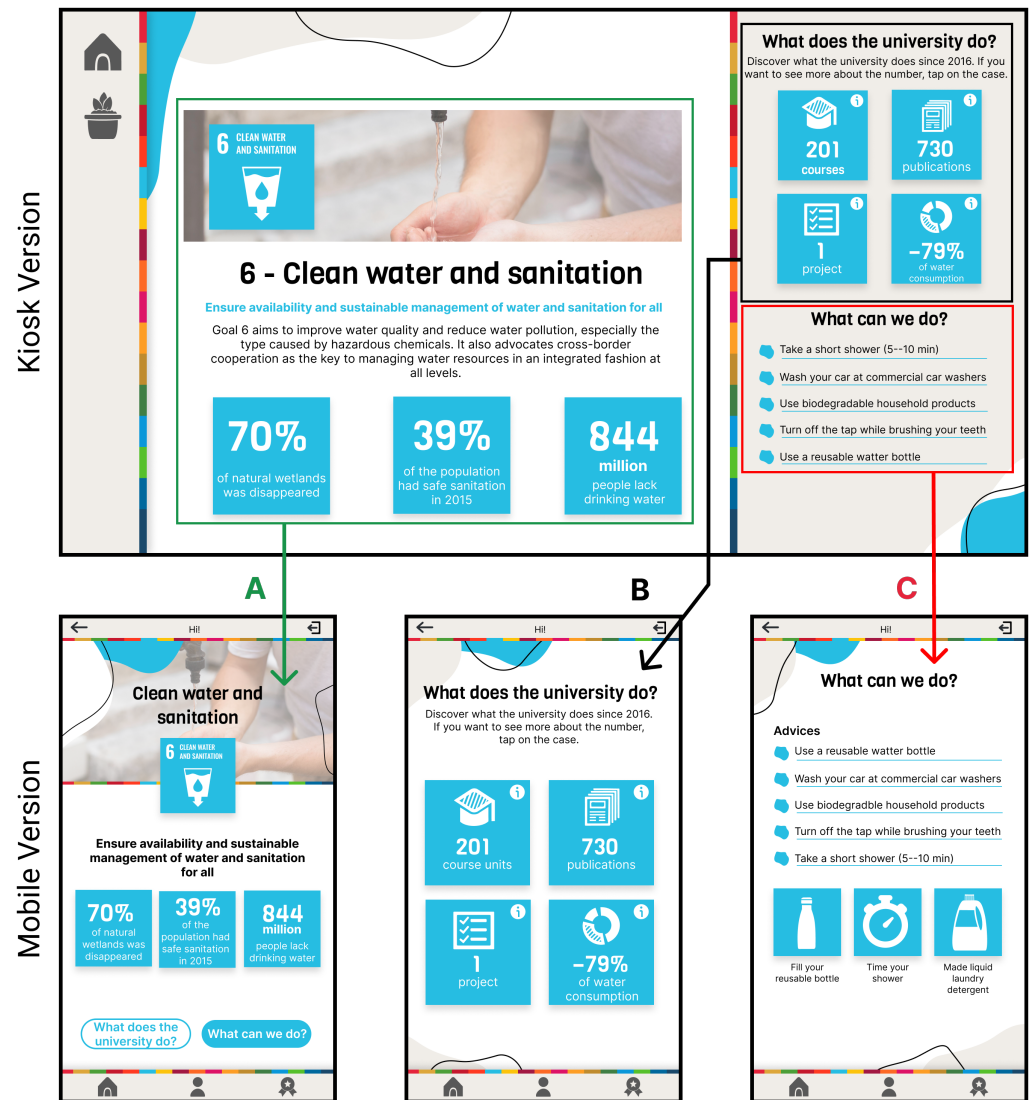 Kiosk Version
6 CLEAN WATER
AND SANITATION
6 - Clean water and sanitation
Ensure availability and sustainable management of water and sanitation for all
Goal 6 aims to improve water quality and reduce water pollution, especially the
type caused by hazardous chemicals. It also advocates cross-border
cooperation as the key to managing water resources in an integrated fashion at
all levels.
70%
of natural wetlands
was disappeared
39%
of the population
had safe sanitation
in 2015
844
million
people lack
drinking water
What does the university do?
Discover what the university does since 2016. If you
want to see more about the number, tap on the case.
i
201
courses
i
730
publications
i
1
project
i
-79%
of water
consumption
What can we do?
Take a short shower (5--10 min)
Wash your car at commercial car washers
Use biodegradable household products
Turn off the tap while brushing your teeth
Use a reusable watter bottle
A
B
C
Mobile Version
Hi!
Clean water and
sanitation
6 CLEAN WATER
AND SANITATION
Ensure availability and sustainable
management of water and sanitation
for all
70%
of natural
wetlands was
disappeared
39%
of the
population had
safe sanitation
in 2015
844
million
people lack
drinking water
What does the
university do?
What can we do?
Hi!
What does the university do?
Discover what the university does since 2016.
If you want to see more about the number,
tap on the case.
i
201
course units
i
730
publications
i
1
project
i
-79%
of water
consumption
Hi!
What can we do?
Advices
Use a reusable watter bottle
Wash your car at commercial car washers
Use biodegradble household products
Turn off the tap while brushing your teeth
Take a short shower (5--10 min)
Fill your
reusable bottle
Time your
shower
Made liquid
laundry
detergent